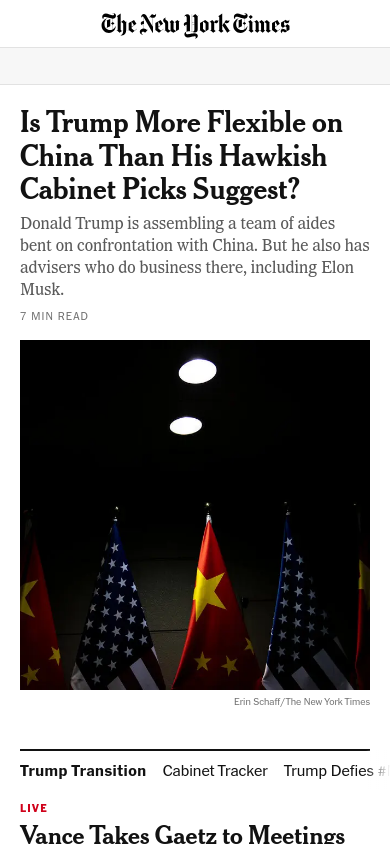 The New York Times
Is Trump More Flexible on
China Than His Hawkish
Cabinet Picks Suggest?
Donald Trump is assembling a team of aides
bent on confrontation with China. But he also has
advisers who do business there, including Elon
Musk.
7 MIN READ
Erin Schaff/The New York Times
Trump Transition Cabinet Tracker Trump Defies #
LIVE
Vance Takes Gaetz to Meetings